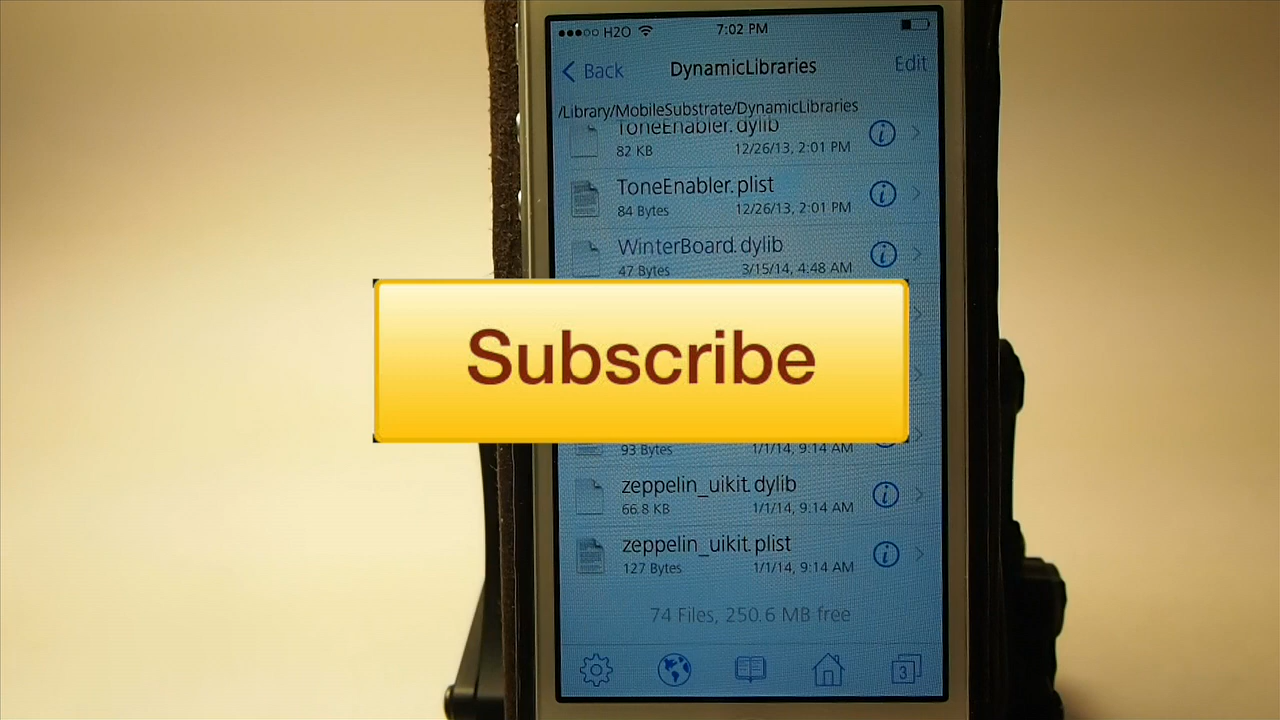 ●●●○○ H2O 7:02 PM
Back DynamicLibraries Edit
/Library/MobileSubstrate/DynamicLibraries
ToneEnabler.dylib
82 KB 12/26/13, 2:01 PM
ToneEnabler.plist
84 Bytes 12/26/13, 2:01 PM
WinterBoard.dylib
47 Bytes 3/15/14, 4:48 AM
Subscribe
93 Bytes 1/1/14, 9:14 AM
zeppelin_uikit.dylib
66.8 KB 1/1/14, 9:14 AM
zeppelin_uikit.plist
127 Bytes 1/1/14, 9:14 AM
74 Files, 250.6 MB free
3